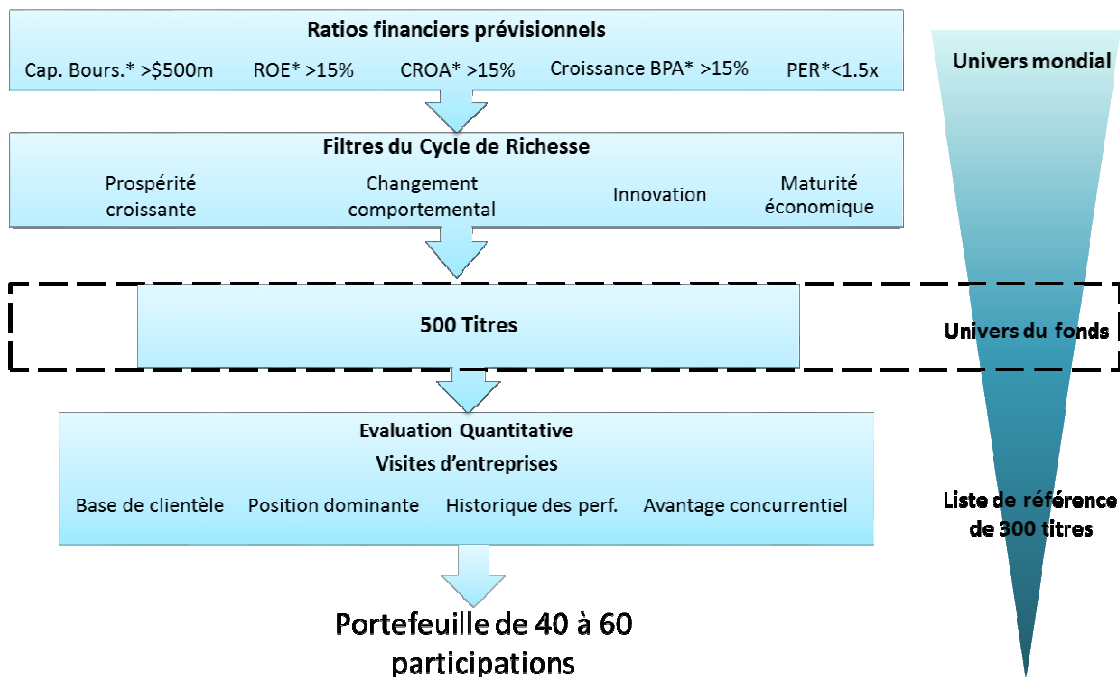 Ratios financiers prévisionnels
Cap. Bours.* >$500m ROE* >15% CROA* >15% Croissance BPA* >15% PER*<1.5x
Univers mondial
Filtres du Cycle de Richesse
Prospérité
croissante
Changement
comportemental
Innovation
Maturité
économique
500 Titres
Univers du fonds
Evaluation Quantitative
Visites d'entreprises
Base de clientèle Position dominante Historique des perf. Avantage concurrentiel
Liste de référence
de 300 titres
Portefeuille de 40 à 60
participations